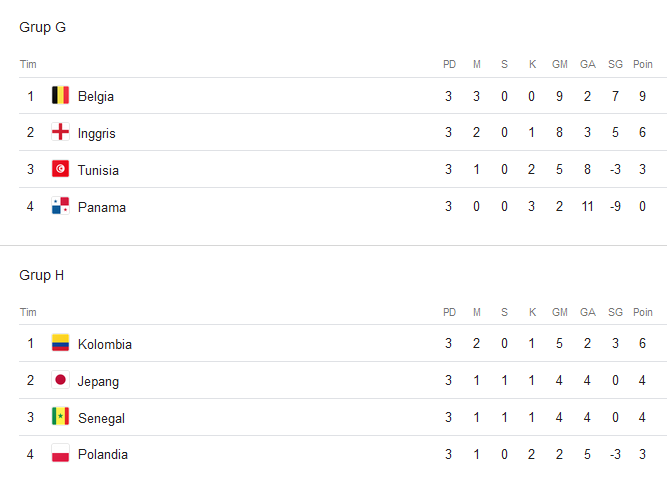 Grup G
Tim PD M S K GM GA SG Poin
1 Belgia 3 3 0 0 9 2 7 9
2 Inggris 3 2 0 1 8 3 5 6
3 Tunisia 3 1 0 2 5 8 -3 3
4 Panama 3 0 0 3 2 11 -9 0
Grup H
Tim PD M S K GM GA SG Poin
1 Kolombia 3 2 0 1 5 2 3 6
2 Jepang 3 1 1 1 4 4 0 4
3 Senegal 3 1 1 1 4 4 0 4
4 Polandia 3 1 0 2 2 5 -3 3